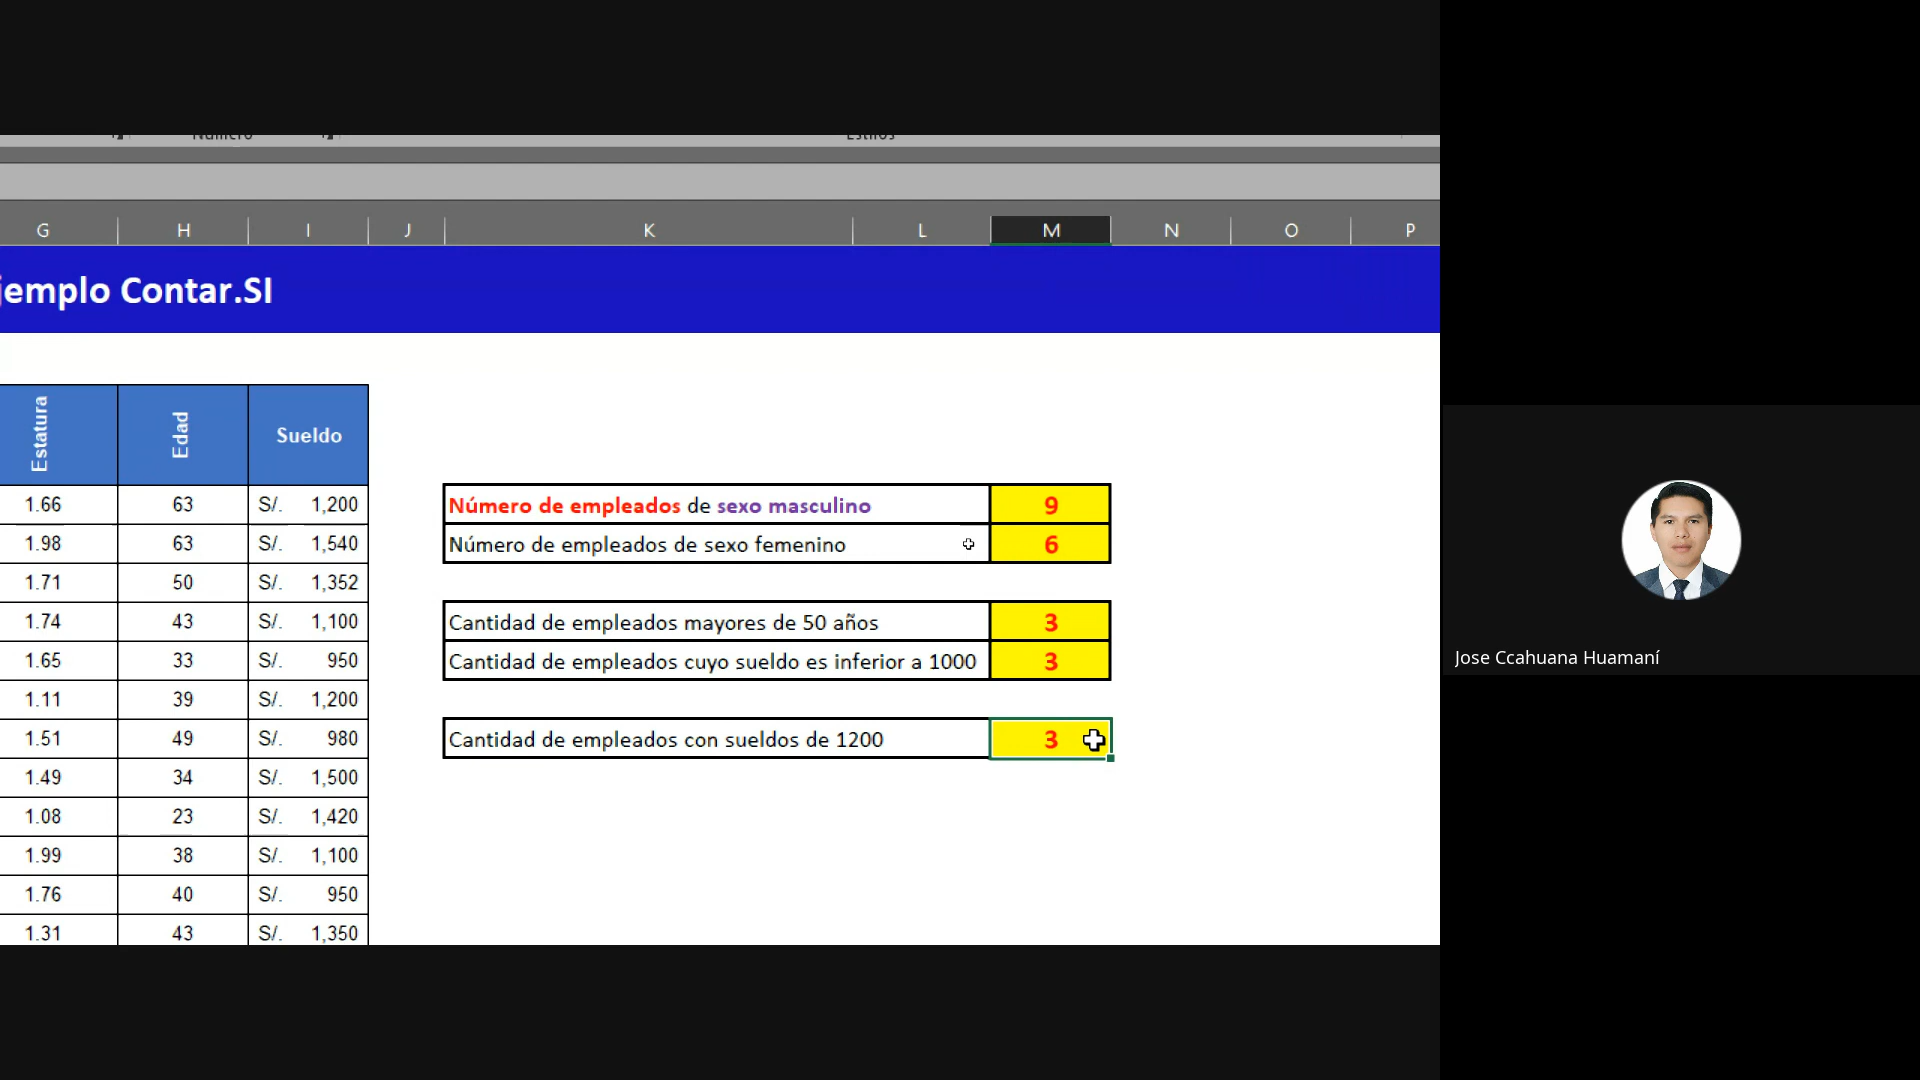 Número
Estilos
G H I J K L M N O P
jemplo Contar.SI
Estatura Edad Sueldo
1.66 63 S/. 1,200
Número de empleados de sexo masculino 9
1.98 63 S/. 1,540
Número de empleados de sexo femenino 6
1.71 50 S/. 1,352
1.74 43 S/. 1,100
Cantidad de empleados mayores de 50 años 3
1.65 33 S/. 950
Cantidad de empleados cuyo sueldo es inferior a 1000 3
1.11 39 S/. 1,200
1.51 49 S/. 980
Cantidad de empleados con sueldos de 1200 3
1.49 34 S/. 1,500
1.08 23 S/. 1,420
1.99 38 S/. 1,100
1.76 40 S/. 950
1.31 43 S/. 1,350
Jose Ccahuana Huamaní